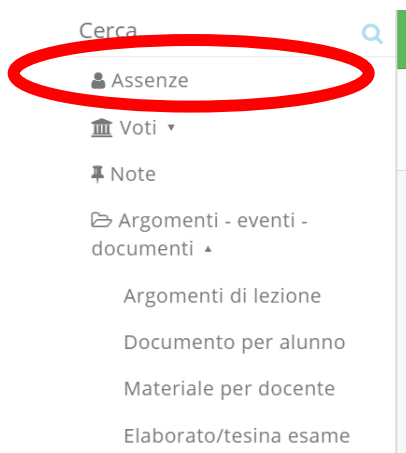 Cerca
Assenze
Voti
Note
Argomenti - eventi -
documenti
Argomenti di lezione
Documento per alunno
Materiale per docente
Elaborato/tesina esame